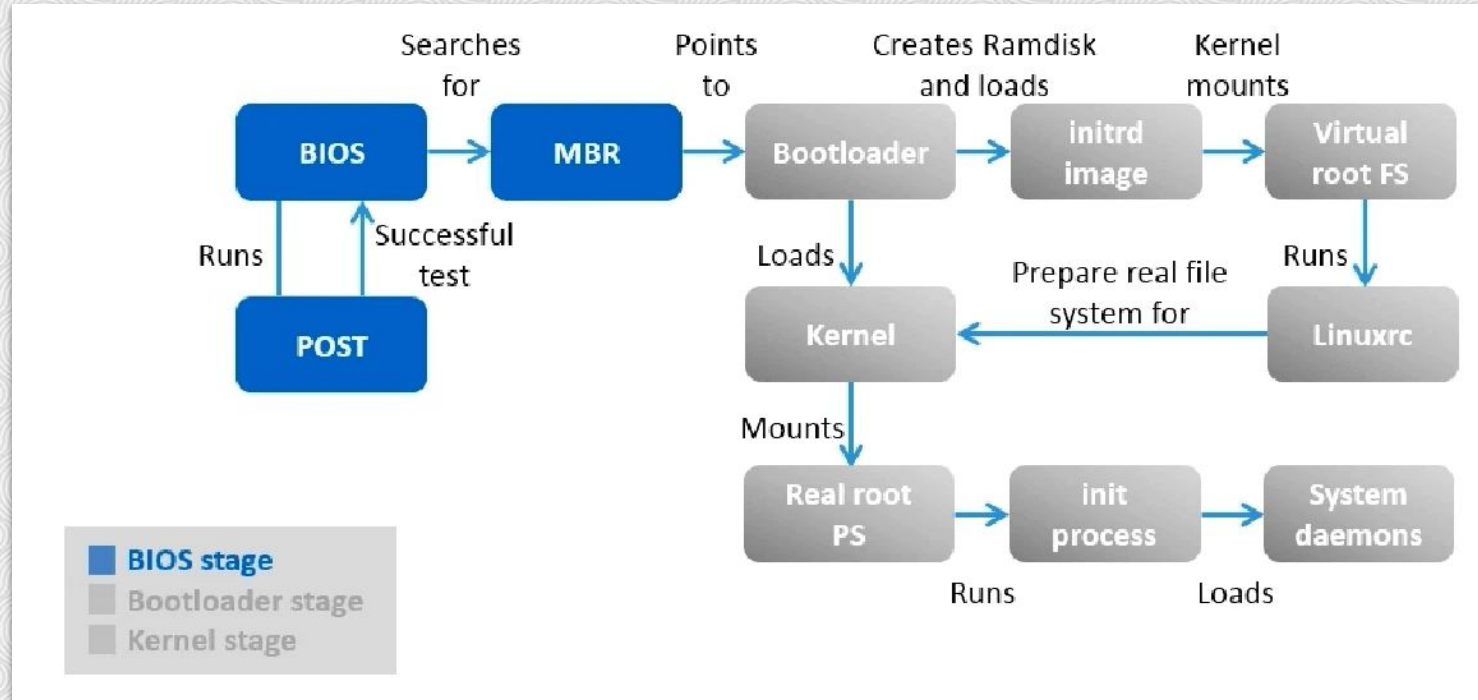 Searches
for
Points
to
Creates Ramdisk
and loads
Kernel
mounts
BIOS
MBR
Bootloader
initrd
image
Virtual
root FS
Runs
Successful
test
Loads
Prepare real file
system for
Runs
POST
Kernel
Linuxrc
Mounts
Real root
PS
init
process
System
daemons
Runs
Loads
BIOS stage
Bootloader stage
Kernel stage